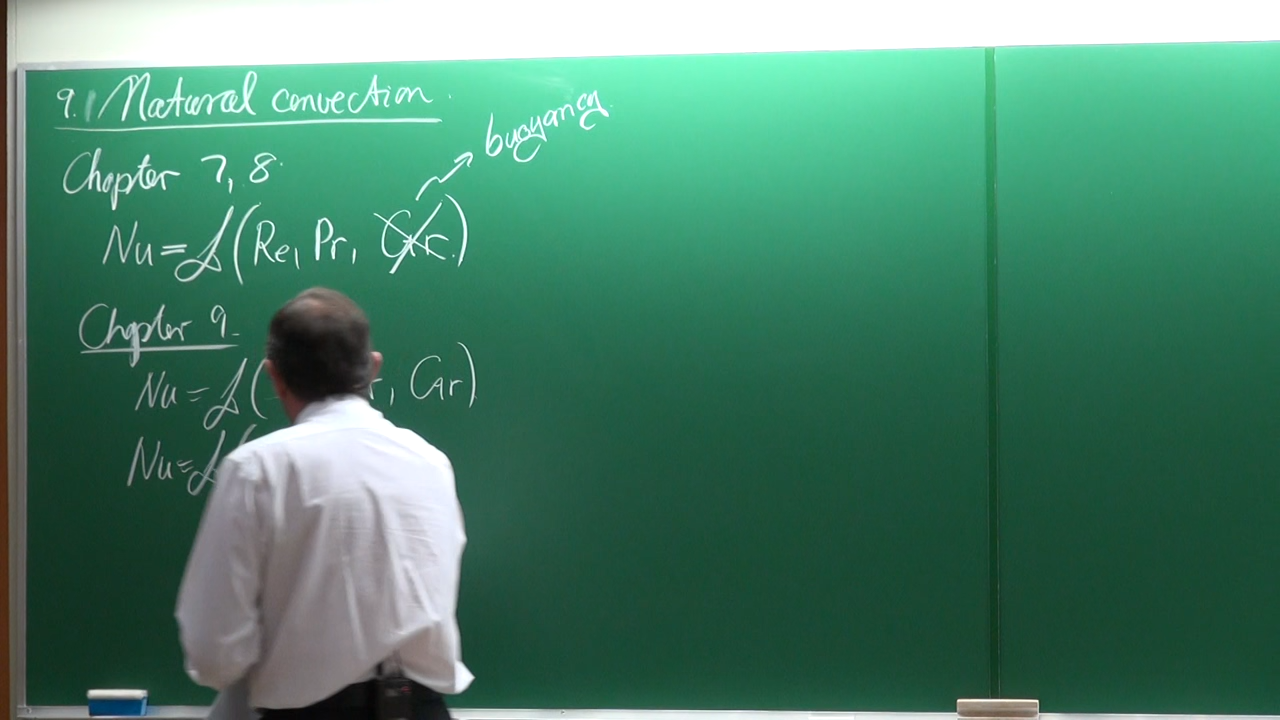 9.1 Natural convection.
buoyancy
Chapter 7, 8.
Nu = f(Re, Pr, Gr.)
Chapter 9.
Nu = f( , Gr)
Nu = f(